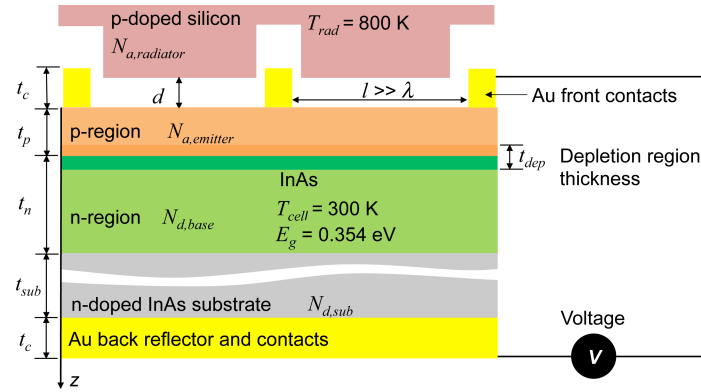 p-doped silicon
T_rad = 800 K
N_a,radiator
t_c
d
l >> λ
Au front contacts
t_p
p-region N_a,emitter
t_dep
Depletion region
thickness
InAs
t_n
n-region N_d,base
T_cell = 300 K
E_g = 0.354 eV
t_sub
n-doped InAs substrate N_d,sub
Voltage
t_c
Au back reflector and contacts
V
z